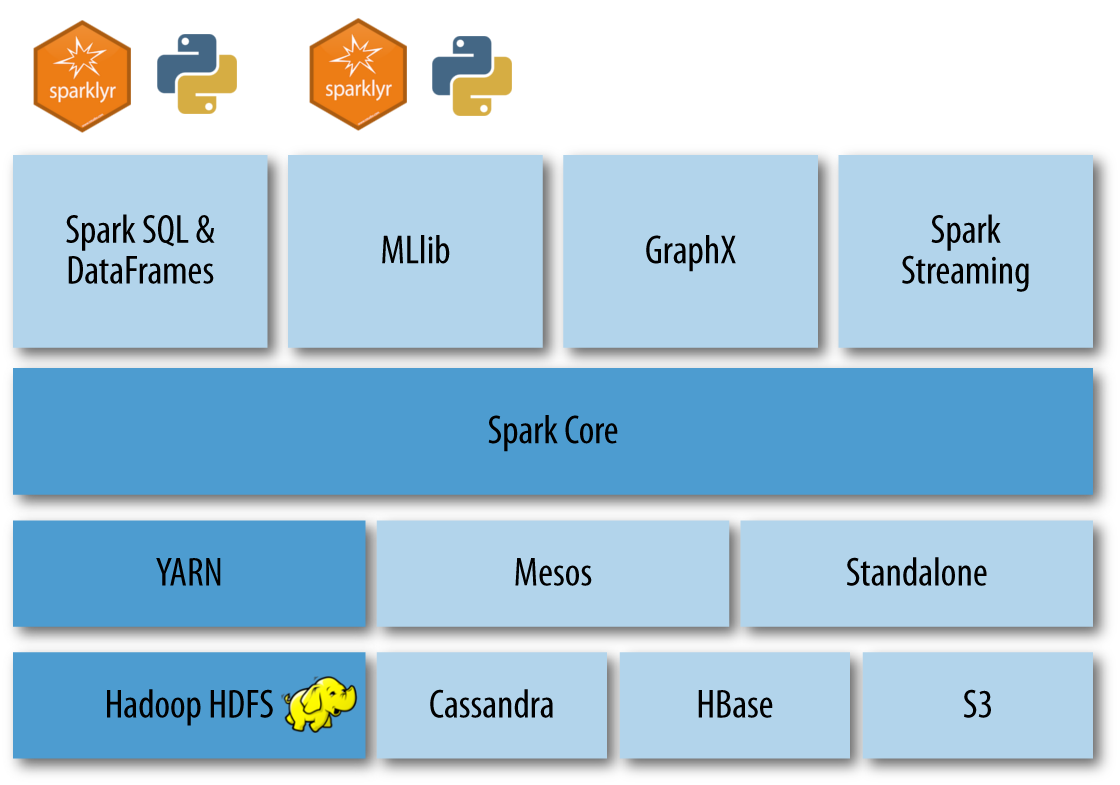 sparklyr
sparklyr
Spark SQL &
DataFrames
MLlib
GraphX
Spark
Streaming
Spark Core
YARN
Mesos
Standalone
Hadoop HDFS
Cassandra
HBase
S3